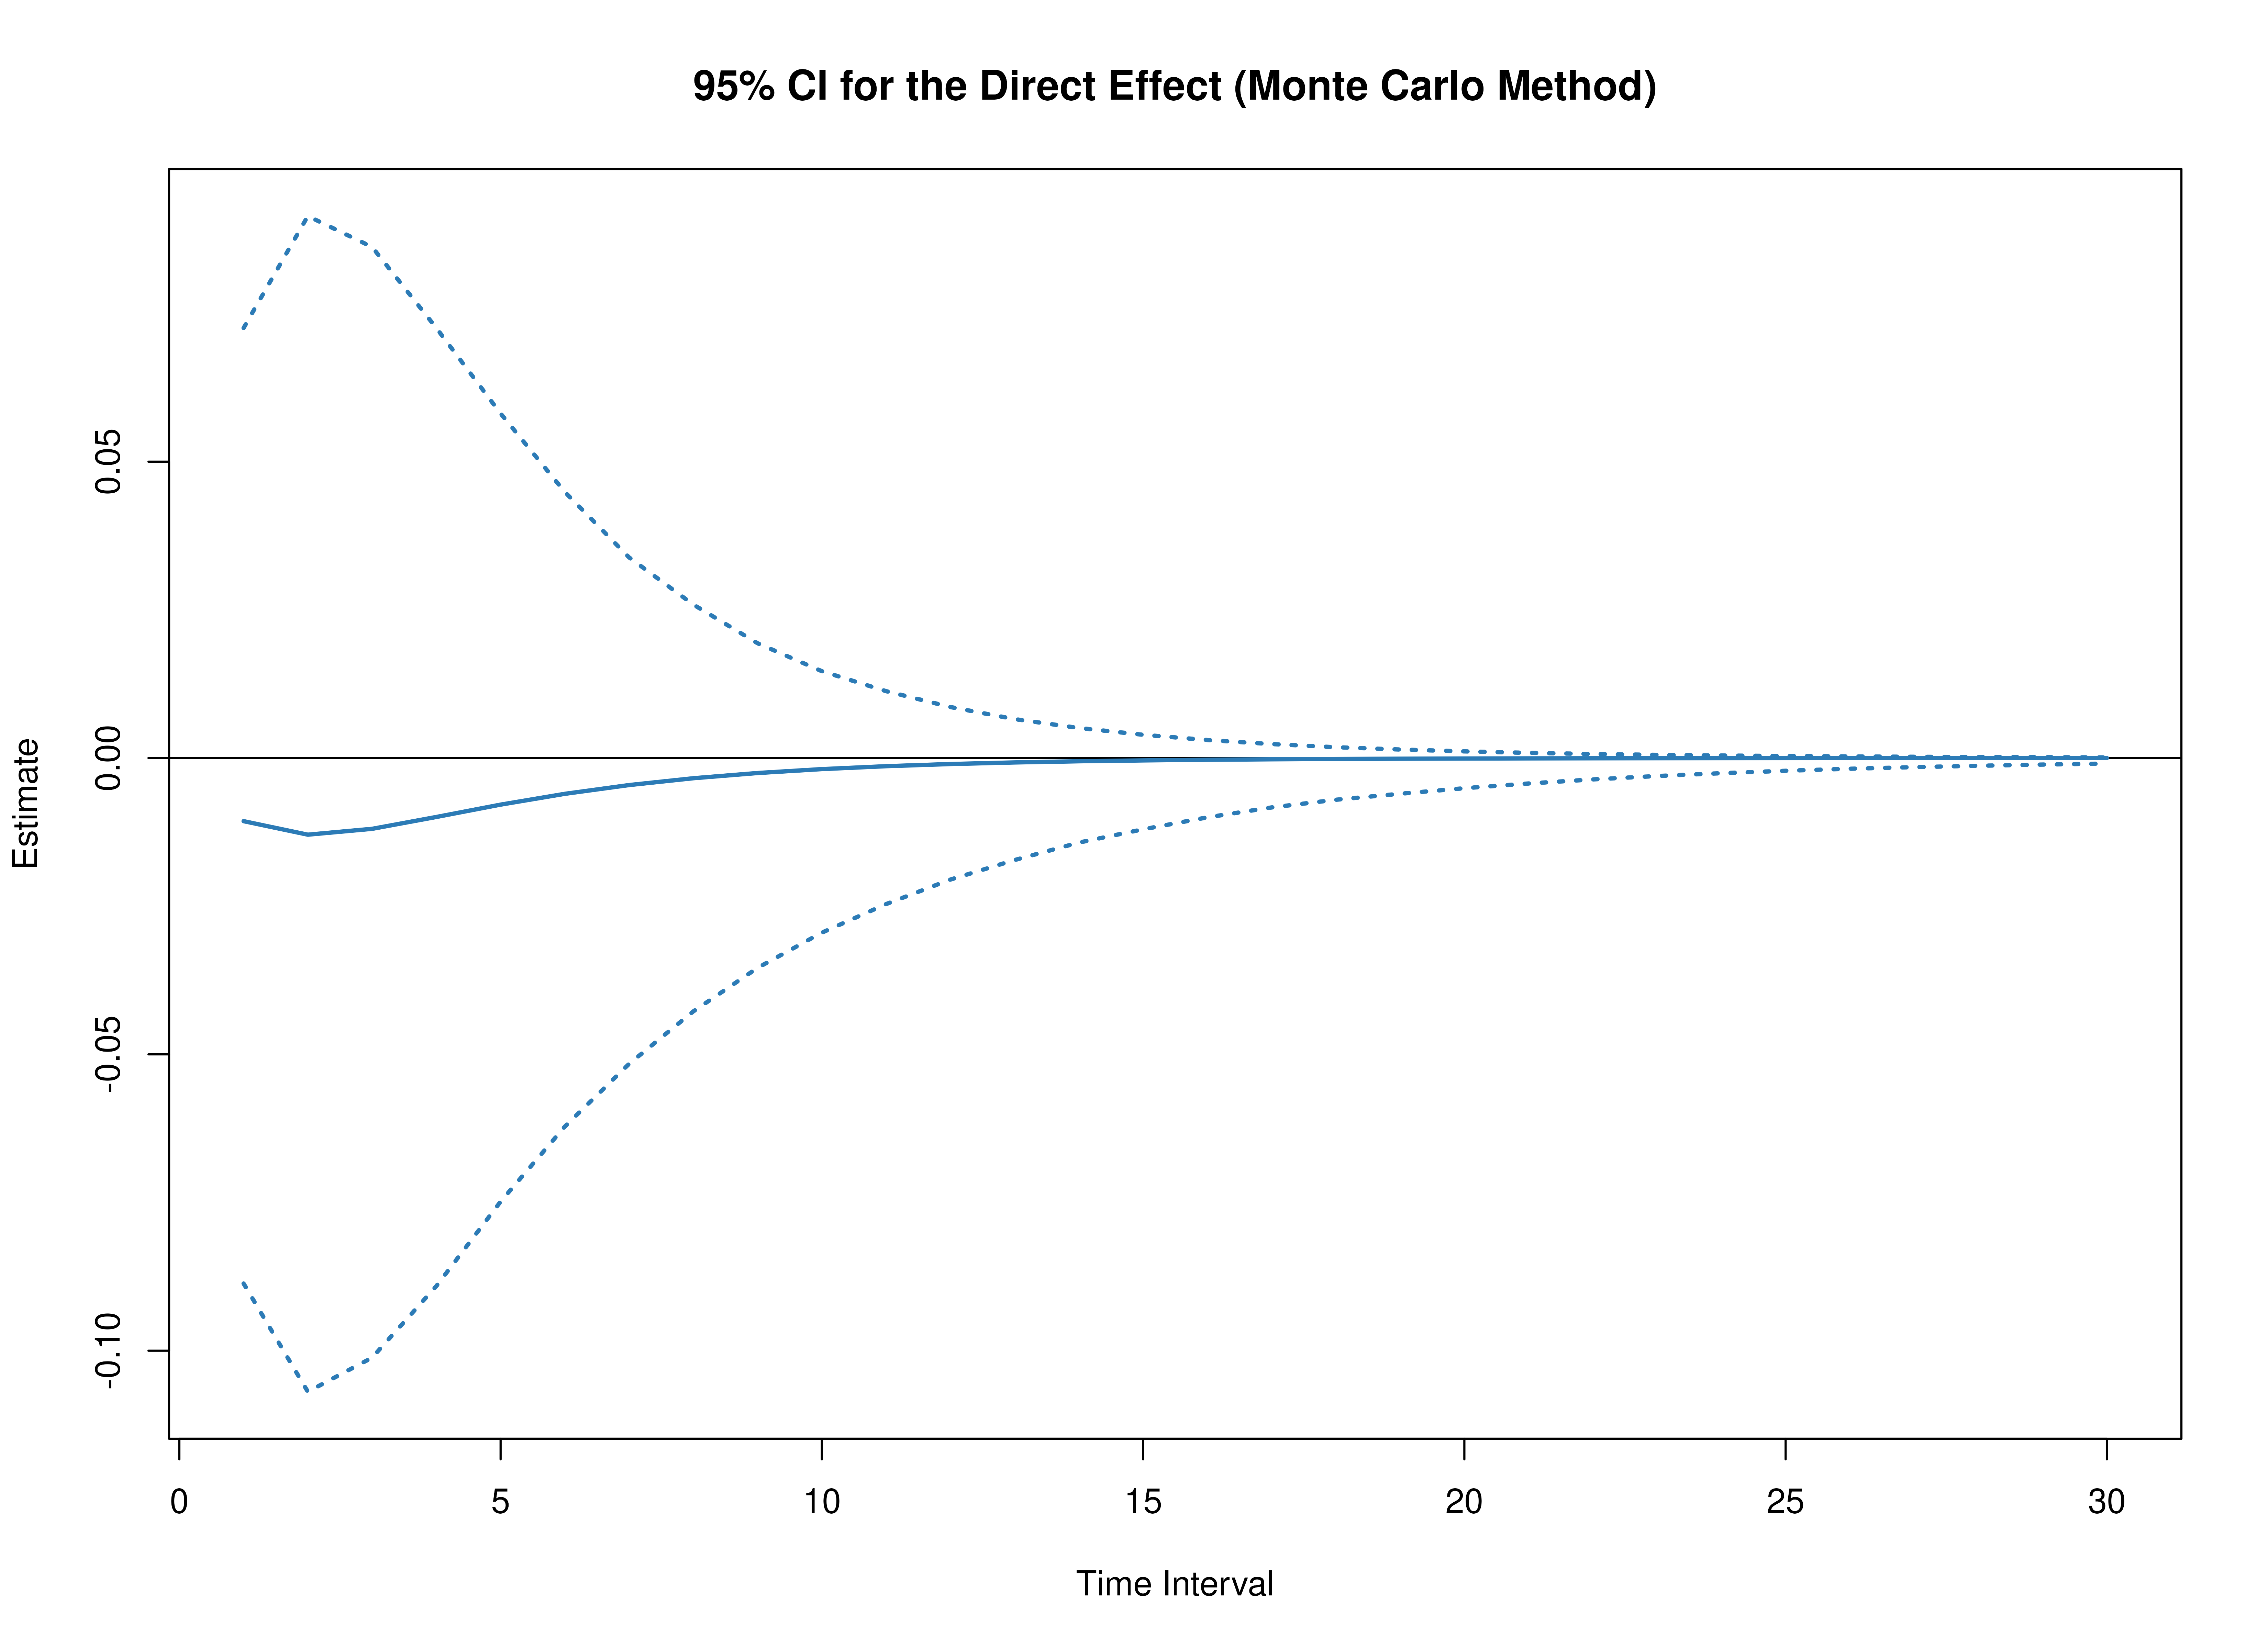 95% CI for the Direct Effect (Monte Carlo Method)
Estimate
0.05
0.00
-0.05
-0.10
0 5 10 15 20 25 30
Time Interval